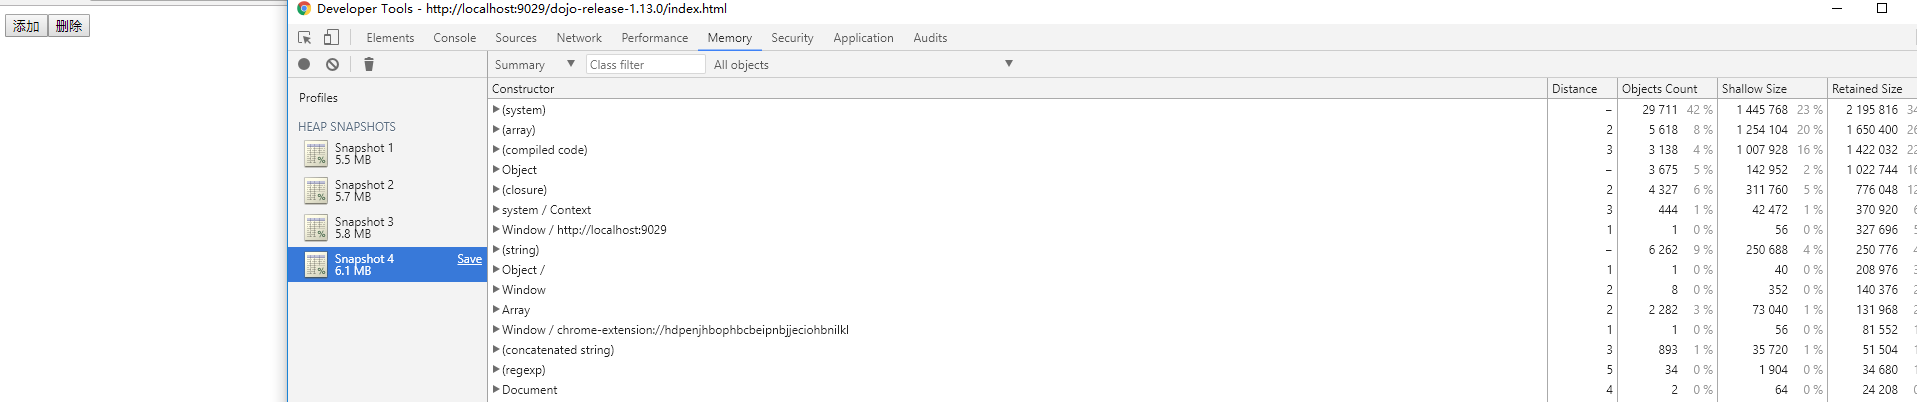 Developer Tools - http://localhost:9029/dojo-release-1.13.0/index.html
添加 删除
Elements Console Sources Network Performance Memory Security Application Audits
Summary Class filter All objects
Profiles
HEAP SNAPSHOTS
Snapshot 1
5.5 MB
Snapshot 2
5.7 MB
Snapshot 3
5.8 MB
Snapshot 4 Save
6.1 MB
Constructor Distance Objects Count Shallow Size Retained Size
(system) – 29 711 42 % 1 445 768 23 % 2 195 816 34
(array) 2 5 618 8 % 1 254 104 20 % 1 650 400 26
(compiled code) 3 3 138 4 % 1 007 928 16 % 1 422 032 22
Object – 3 675 5 % 142 952 2 % 1 022 744 16
(closure) 2 4 327 6 % 311 760 5 % 776 048 12
system / Context 3 444 1 % 42 472 1 % 370 920
Window / http://localhost:9029 1 1 0 % 56 0 % 327 696
(string) – 6 262 9 % 250 688 4 % 250 776
Object / 1 1 0 % 40 0 % 208 976
Window 2 8 0 % 352 0 % 140 376
Array 2 2 282 3 % 73 040 1 % 131 968
Window / chrome-extension://hdpenjhbophbcbeipnbjjeciohbnilkl 1 1 0 % 56 0 % 81 552
(concatenated string) 3 893 1 % 35 720 1 % 51 504
(regexp) 5 34 0 % 1 904 0 % 34 680
Document 4 2 0 % 64 0 % 24 208